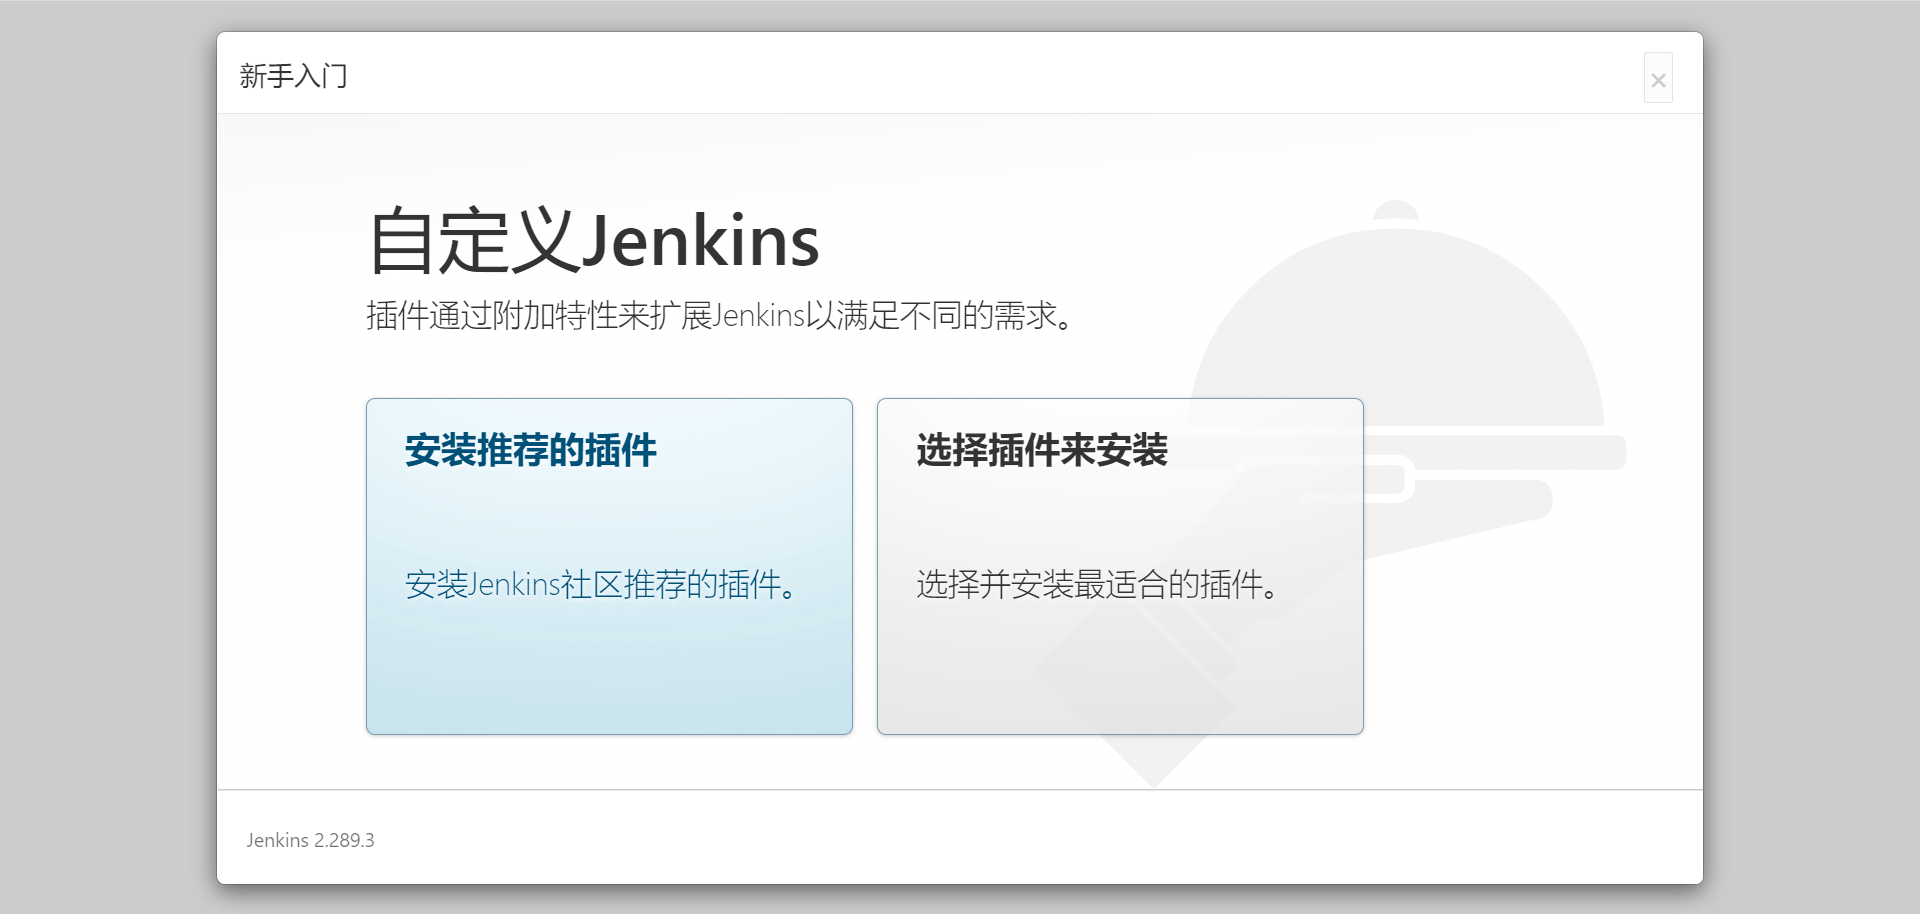 新手入门
×
自定义Jenkins
插件通过附加特性来扩展Jenkins以满足不同的需求。
安装推荐的插件
安装Jenkins社区推荐的插件。
选择插件来安装
选择并安装最适合的插件。
Jenkins 2.289.3